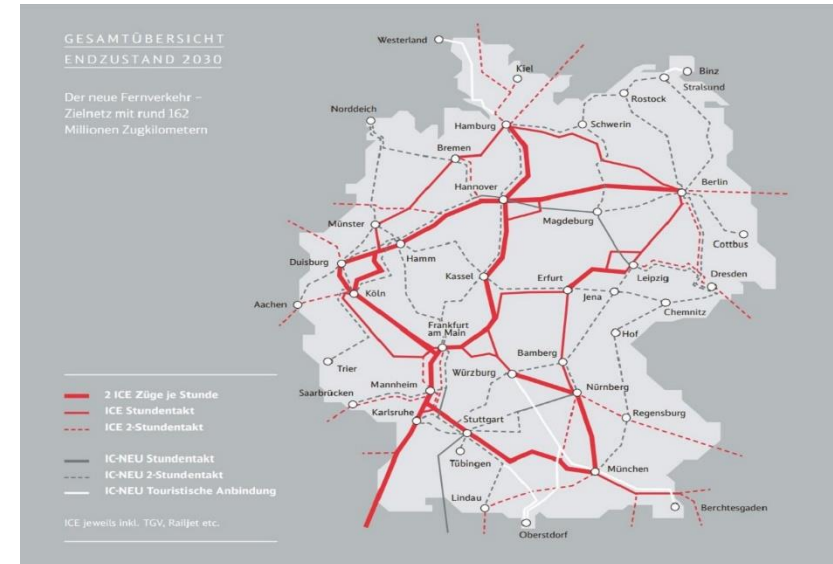 GESAMTÜBERSICHT
ENDZUSTAND 2030
Der neue Fernverkehr –
Zielnetz mit rund 162
Millionen Zugkilometern
Westerland
Kiel
Binz
Stralsund
Rostock
Norddeich
Hamburg
Schwerin
Bremen
Hannover
Berlin
Münster
Magdeburg
Cottbus
Duisburg
Hamm
Kassel
Erfurt
Leipzig
Dresden
Köln
Jena
Aachen
Chemnitz
Frankfurt
am Main
Hof
Bamberg
Trier
Würzburg
Mannheim
Nürnberg
Saarbrücken
Karlsruhe
Stuttgart
Regensburg
Tübingen
München
Lindau
Berchtesgaden
Oberstdorf
2 ICE Züge je Stunde
ICE Stundentakt
ICE 2-Stundentakt
IC-NEU Stundentakt
IC-NEU 2-Stundentakt
IC-NEU Touristische Anbindung
ICE jeweils inkl. TGV, Railjet etc.